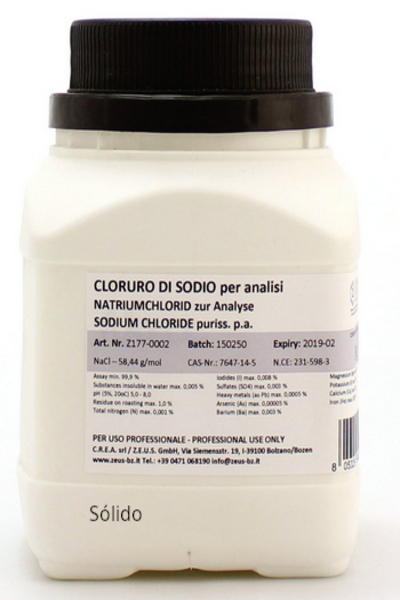 CLORURO DI SODIO per analisi
NATRIUMCHLORID zur Analyse
SODIUM CHLORIDE puriss. p.a.
Art. Nr. Z177-0002 Batch: 150250 Expiry: 2019-02
NaCl – 58,44 g/mol CAS-Nr.: 7647-14-5 N.CE: 231-598-3
Assay min. 99,9 % Iodides (I) max. 0,008 %
Substances insoluble in water max. 0,005 % Sulfates (SO4) max. 0,003 %
pH (5%, 20oC) 5,0 - 8,0 Heavy metals (as Pb) max. 0,0005 %
Residue on roasting max. 1,0 % Arsenic (As) max. 0,00005 %
Total nitrogen (N) max. 0,001 % Barium (Ba) max. 0,003 %
PER USO PROFESSIONALE - PROFESSIONAL USE ONLY
C.R.E.A. srl / Z.E.U.S. GmbH, Via Siemensstr. 19, I-39100 Bolzano/Bozen
www.zeus-bz.it Tel.: +39 0471 068190 info@zeus-bz.it
Sólido